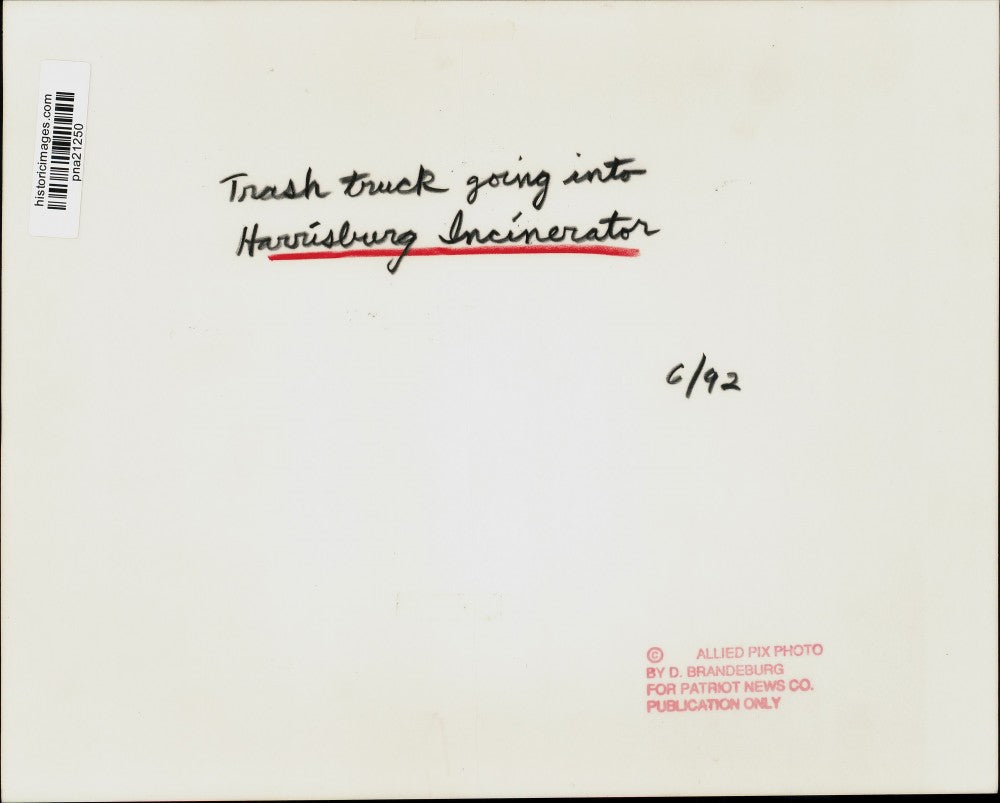 historicimages.com
pna21250
Trash truck going into
Harrisburg Incinerator
6/92
© ALLIED PIX PHOTO
BY D. BRANDEBURG
FOR PATRIOT NEWS CO.
PUBLICATION ONLY